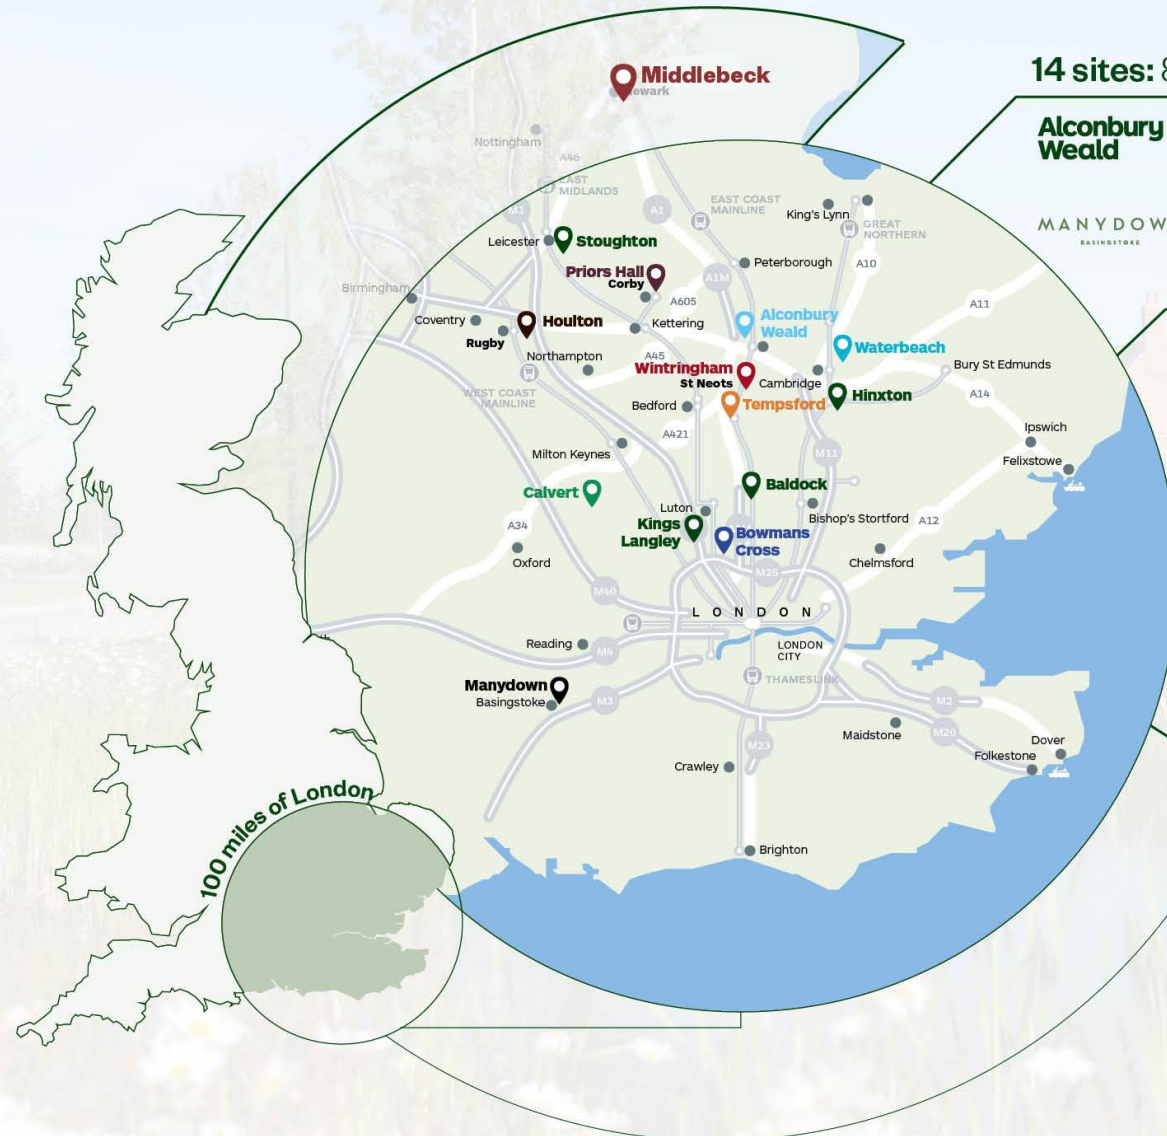 14 sites:
Alconbury
Weald
MANYDOW
BASINGSTOKE
Middlebeck
ewark
Nottingham
A46
EAST
MIDLANDS
M1
A1
EAST COAST
MAINLINE
King's Lynn
GREAT
NORTHERN
Leicester
Stoughton
Priors Hall
Corby
Peterborough
A10
A1M
A605
A11
Birmingham
Coventry
Rugby
Houlton
Kettering
Alconbury
Weald
Waterbeach
Northampton
A45
Wintringham
St Neots
Cambridge
Bury St Edmunds
WEST COAST
MAINLINE
Bedford
Tempsford
Hinxton
A14
A421
Ipswich
Milton Keynes
M11
Felixstowe
Calvert
Baldock
Luton
Bishop's Stortford
A12
A34
Kings
Langley
Bowmans
Cross
Oxford
Chelmsford
M25
M40
LONDON
Reading
M4
LONDON
CITY
THAMESLINK
Manydown
Basingstoke
M3
M2
Maidstone
M20
M23
Dover
Folkestone
Crawley
Brighton
100 miles of London